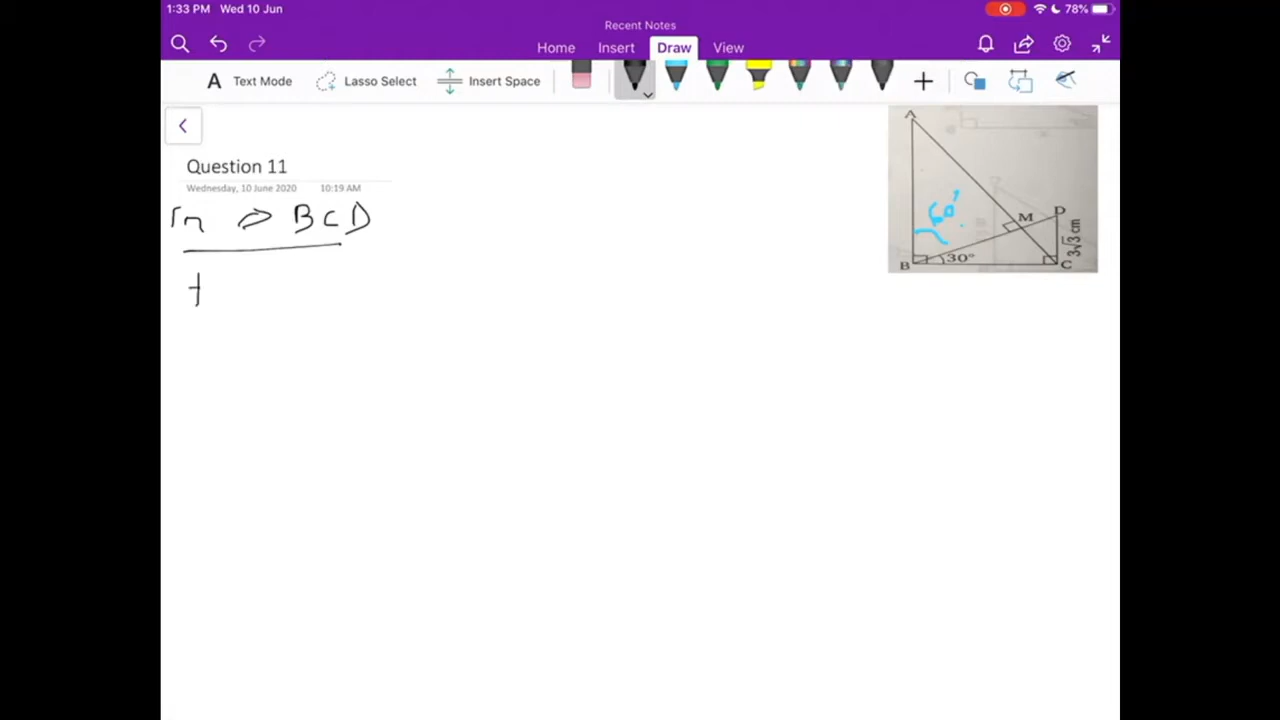 1:33 PM Wed 10 Jun
78%
Recent Notes
Home Insert Draw View
A Text Mode Lasso Select Insert Space
Question 11
Wednesday, 10 June 2020 10:19 AM
In ⇒ BCD
t
A
60°
M
D
3√3 cm
B
30°
C